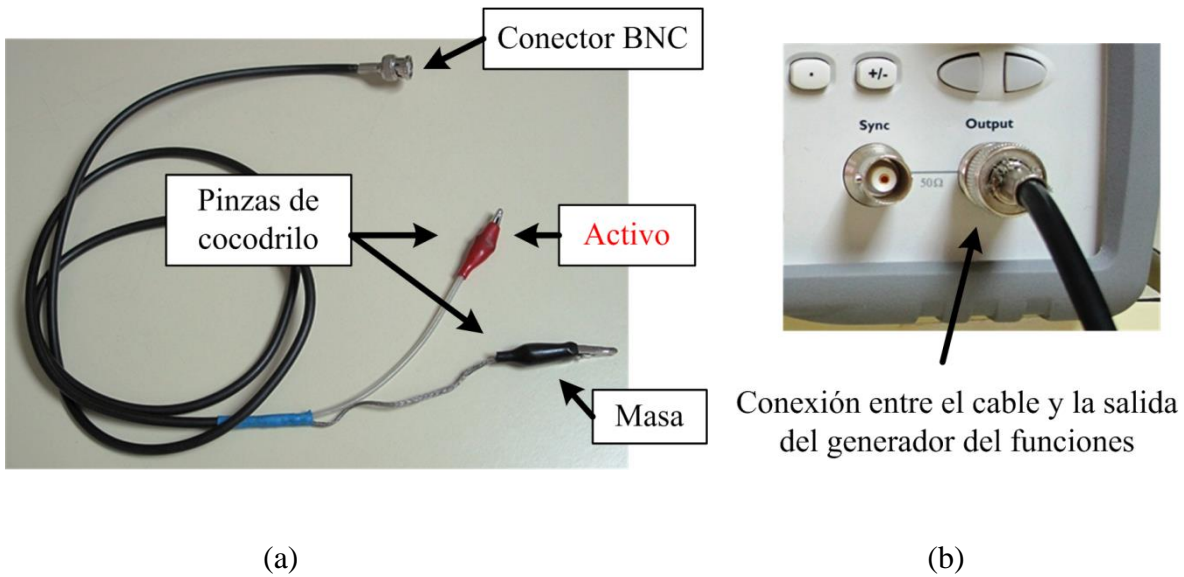 Conector BNC
Pinzas de
cocodrilo
Activo
Masa
(a)
·
+/-
Sync
Output
50Ω
Conexión entre el cable y la salida
del generador del funciones
(b)